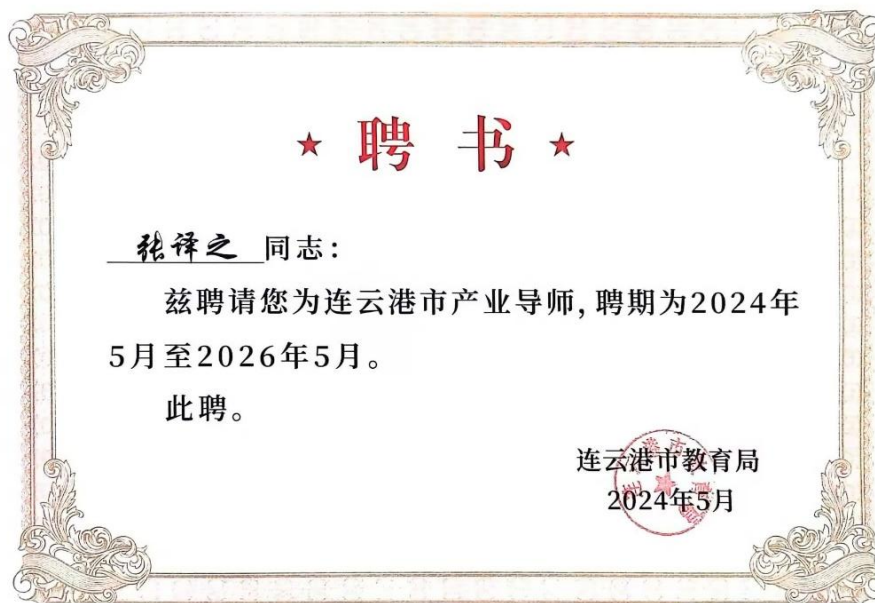 ★ 聘 书 ★
张译之 同志：
兹聘请您为连云港市产业导师，聘期为2024年
5月至2026年5月。
此聘。
连云港市教育局
2024年5月